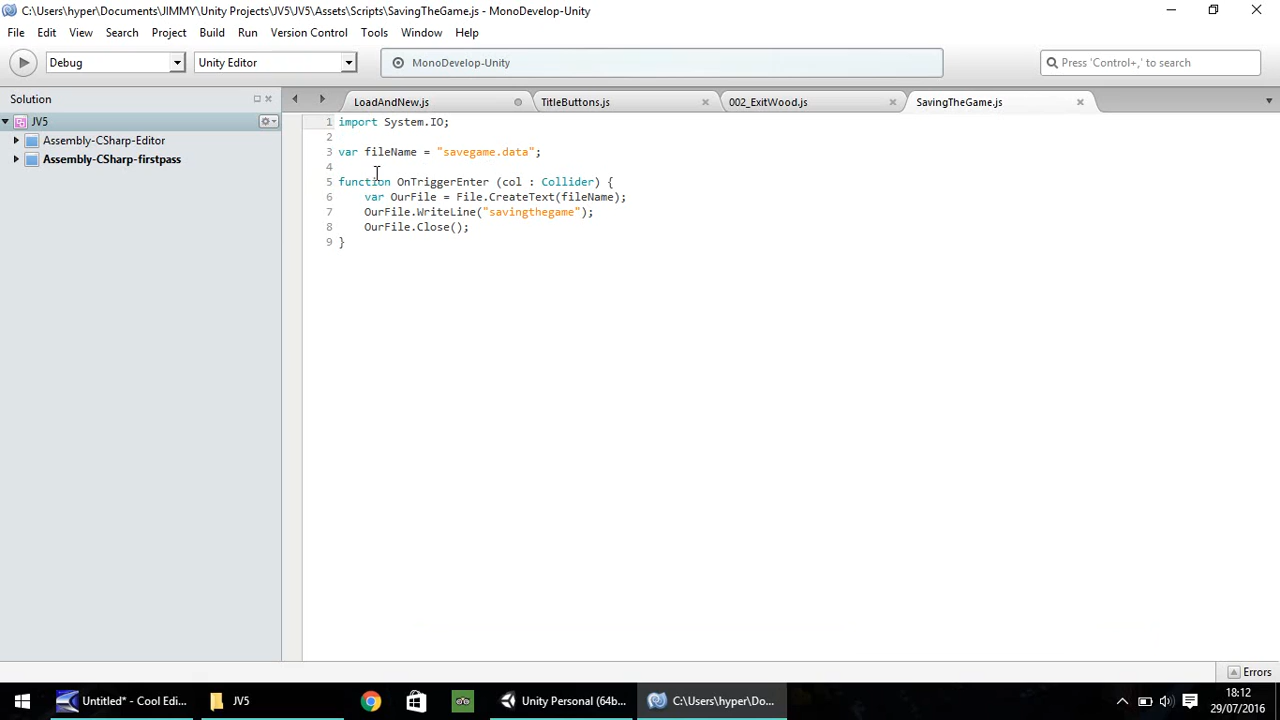 C:\Users\hyper\Documents\JIMMY\Unity Projects\JV5\JV5\Assets\Scripts\SavingTheGame.js - MonoDevelop-Unity
File Edit View Search Project Build Run Version Control Tools Window Help
Debug Unity Editor MonoDevelop-Unity Press 'Control+,' to search
Solution
LoadAndNew.js TitleButtons.js 002_ExitWood.js SavingTheGame.js
JV5
Assembly-CSharp-Editor
Assembly-CSharp-firstpass
1 import System.IO;
2
3 var fileName = "savegame.data";
4
5 function OnTriggerEnter (col : Collider) {
6 var OurFile = File.CreateText(fileName);
7 OurFile.WriteLine("savingthegame");
8 OurFile.Close();
9 }
Errors
Untitled* - Cool Edi... JV5 Unity Personal (64b... C:\Users\hyper\Do...
18:12
29/07/2016